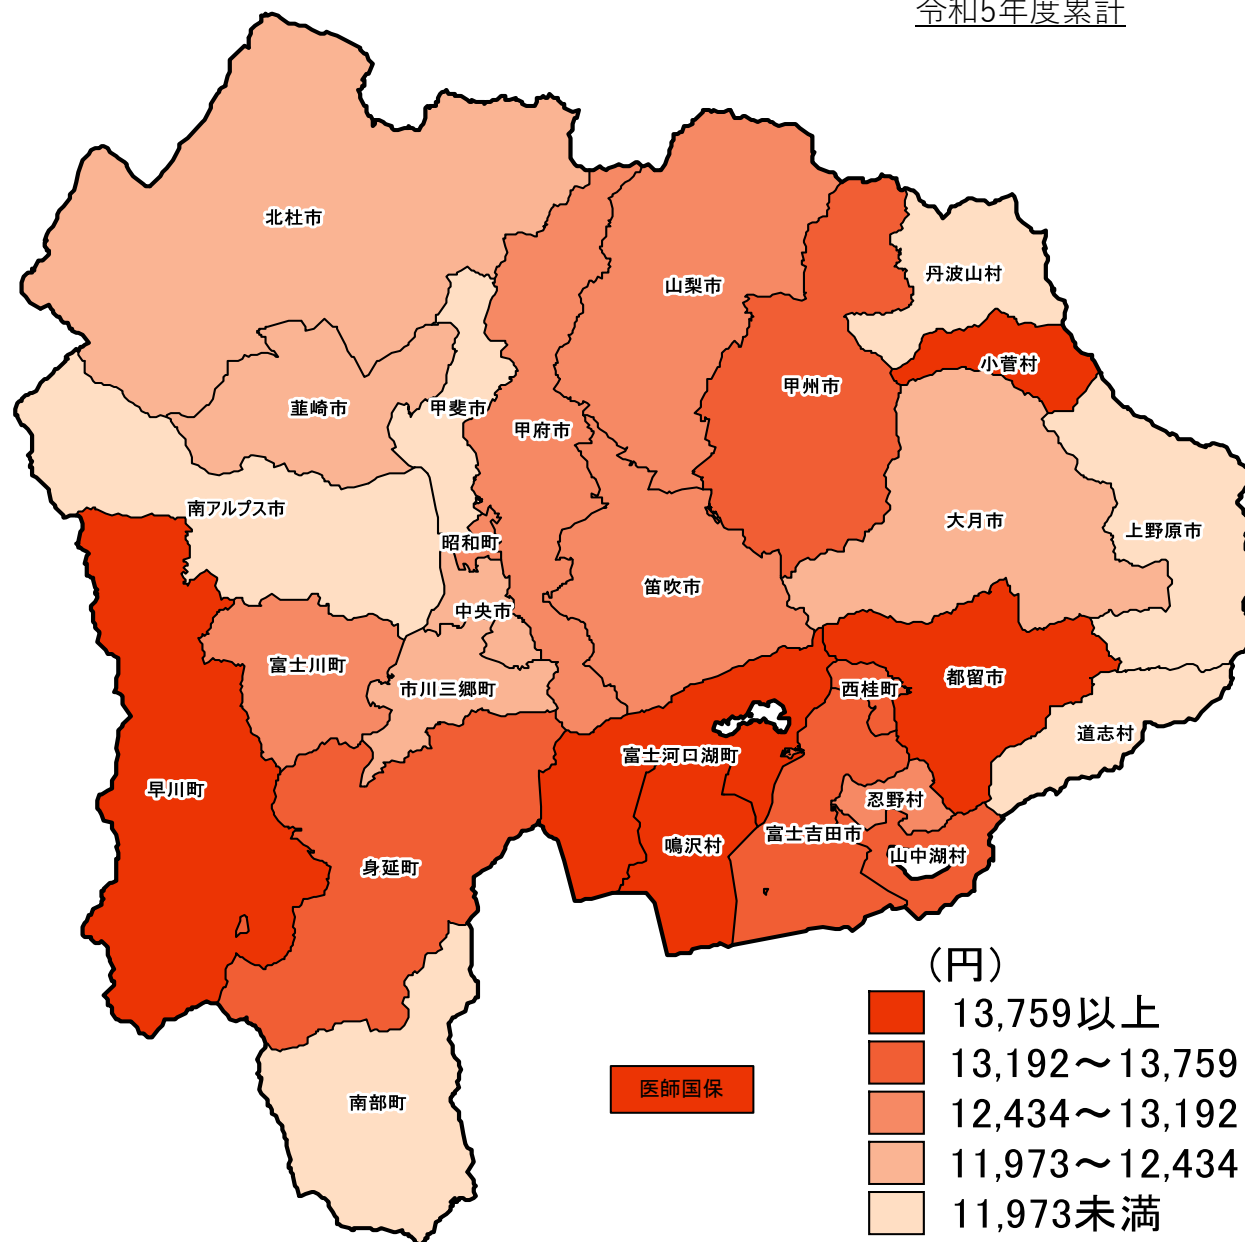 令和5年度累計
北杜市
丹波山村
山梨市
小菅村
甲州市
韮崎市
甲斐市
甲府市
南アルプス市
大月市
上野原市
昭和町
笛吹市
中央市
富士川町
市川三郷町
西桂町
都留市
道志村
富士河口湖町
早川町
忍野村
富士吉田市
鳴沢村
山中湖村
身延町
南部町
医師国保
(円)
13,759以上
13,192～13,759
12,434～13,192
11,973～12,434
11,973未満